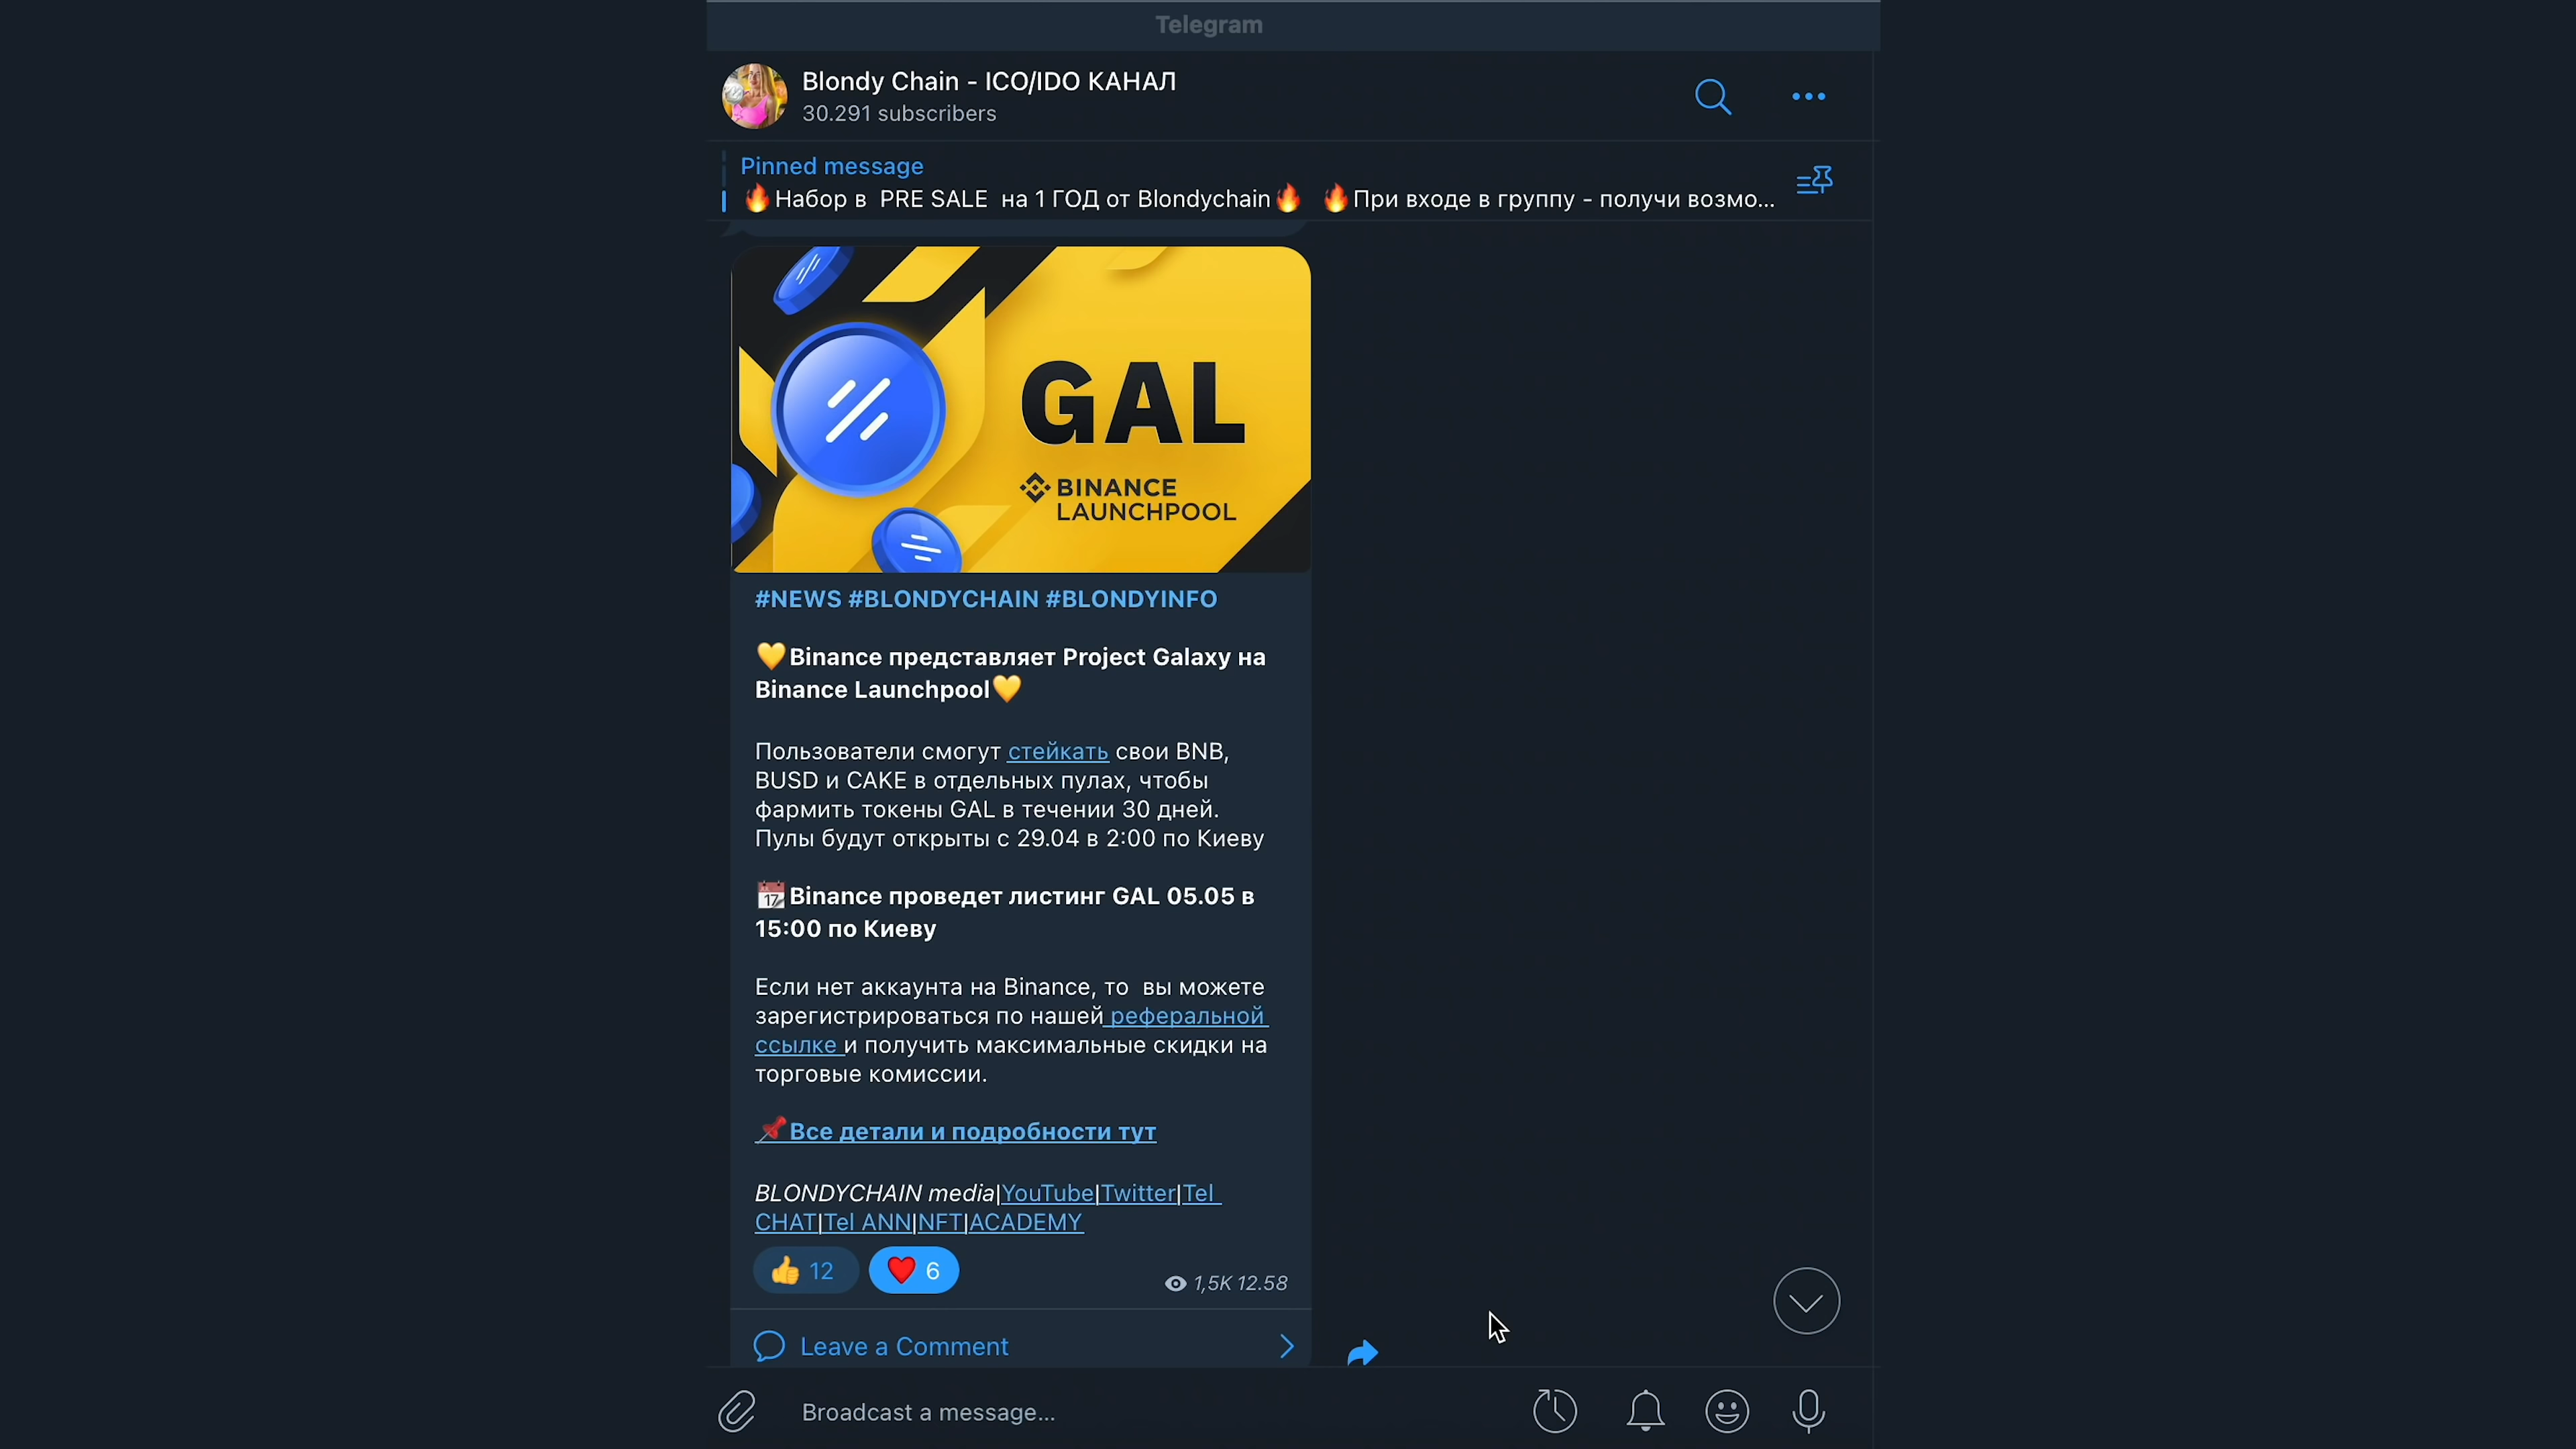 Telegram
Blondy Chain - ICO/IDO КАНАЛ
30.291 subscribers
Pinned message
🔥Набор в PRE SALE на 1 ГОД от Blondychain🔥 🔥При входе в группу - получи возмо...
GAL
BINANCE
LAUNCHPOOL
#NEWS #BLONDYCHAIN #BLONDYINFO
💛Binance представляет Project Galaxy на
Binance Launchpool💛
Пользователи смогут стейкать свои BNB,
BUSD и CAKE в отдельных пулах, чтобы
фармить токены GAL в течении 30 дней.
Пулы будут открыты с 29.04 в 2:00 по Киеву
📆Binance проведет листинг GAL 05.05 в
15:00 по Киеву
Если нет аккаунта на Binance, то вы можете
зарегистрироваться по нашей реферальной
ссылке и получить максимальные скидки на
торговые комиссии.
📌Все детали и подробности тут
BLONDYCHAIN media|YouTube|Twitter|Tel
CHAT|Tel ANN|NFT|ACADEMY
👍 12 ❤️ 6 1,5K 12.58
Leave a Comment
Broadcast a message...